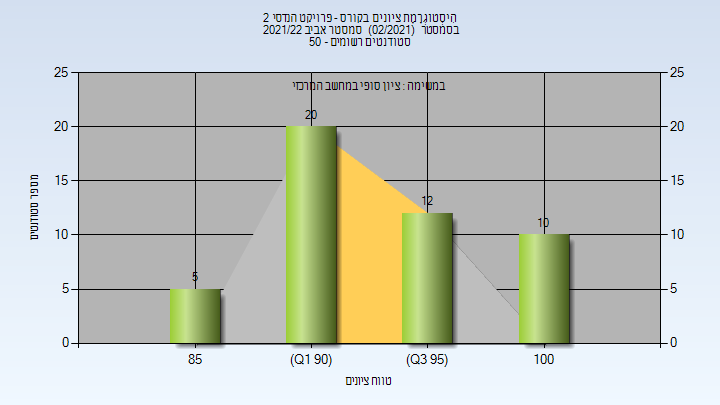 היסטוגרמת ציונים בקורס - פרויקט הנדסי 2
בסמסטר (02/2021) סמסטר אביב 2021/22
סטודנטים רשומים - 50
במשימה : ציון סופי במחשב המרכזי
25 25
20 20
15 15
10 10
5 5
0 0
5
20
12
10
מספר סטודנטים
85 (Q1 90) (Q3 95) 100
טווח ציונים